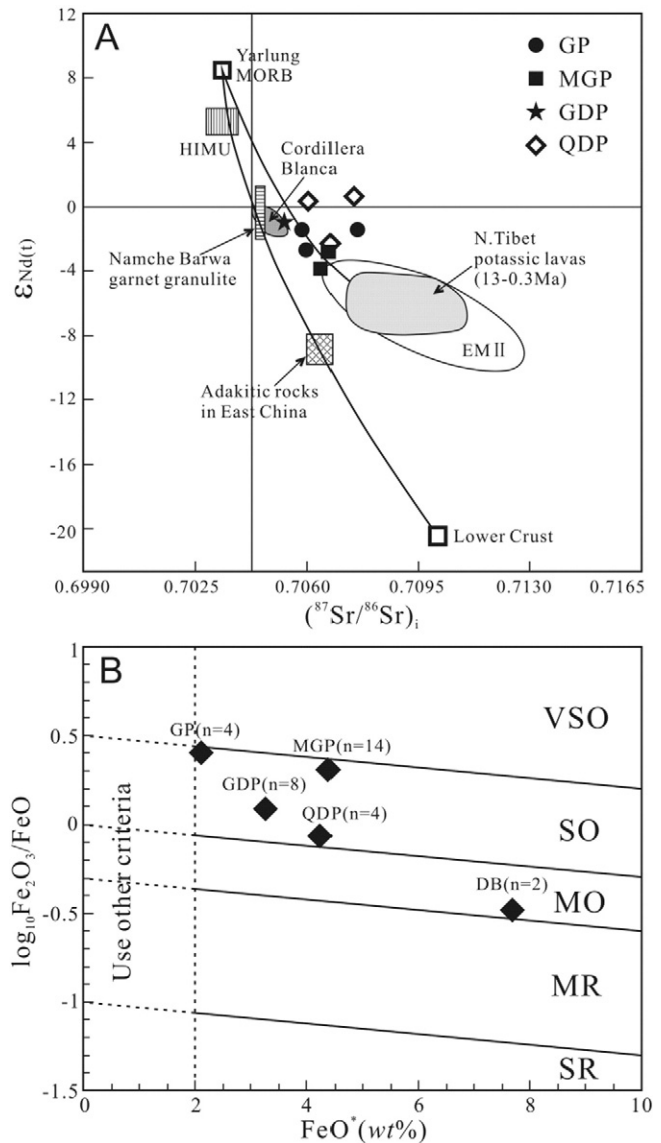 A
12
8
4
0
-4
-8
-12
-16
-20
εNd(t)
Yarlung
MORB
HIMU
Cordillera
Blanca
Namche Barwa
garnet granulite
Adakitic rocks
in East China
N.Tibet
potassic lavas
(13-0.3Ma)
EMⅡ
Lower Crust
GP
MGP
GDP
QDP
0.6990 0.7025 0.7060 0.7095 0.7130 0.7165
(⁸⁷Sr/⁸⁶Sr)i
B
1
0.5
0
-0.5
-1
-1.5
log₁₀Fe₂O₃/FeO
Use other criteria
GP(n=4)
MGP(n=14)
GDP(n=8)
QDP(n=4)
DB(n=2)
VSO
SO
MO
MR
SR
0 2 4 6 8 10
FeO*(wt%)